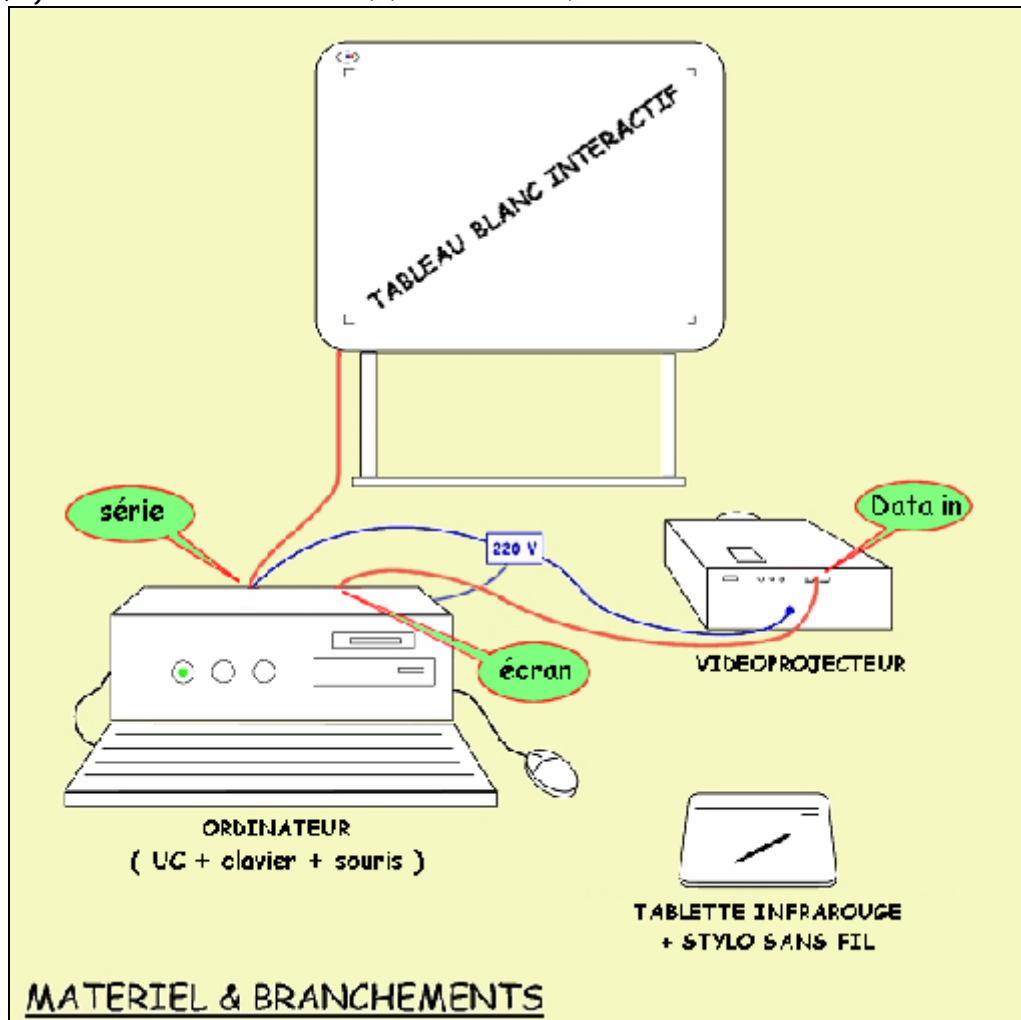 TABLEAU BLANC INTERACTIF
série
Data in
220 V
écran
VIDEOPROJECTEUR
ORDINATEUR
( UC + clavier + souris )
TABLETTE INFRAROUGE
+ STYLO SANS FIL
MATERIEL & BRANCHEMENTS